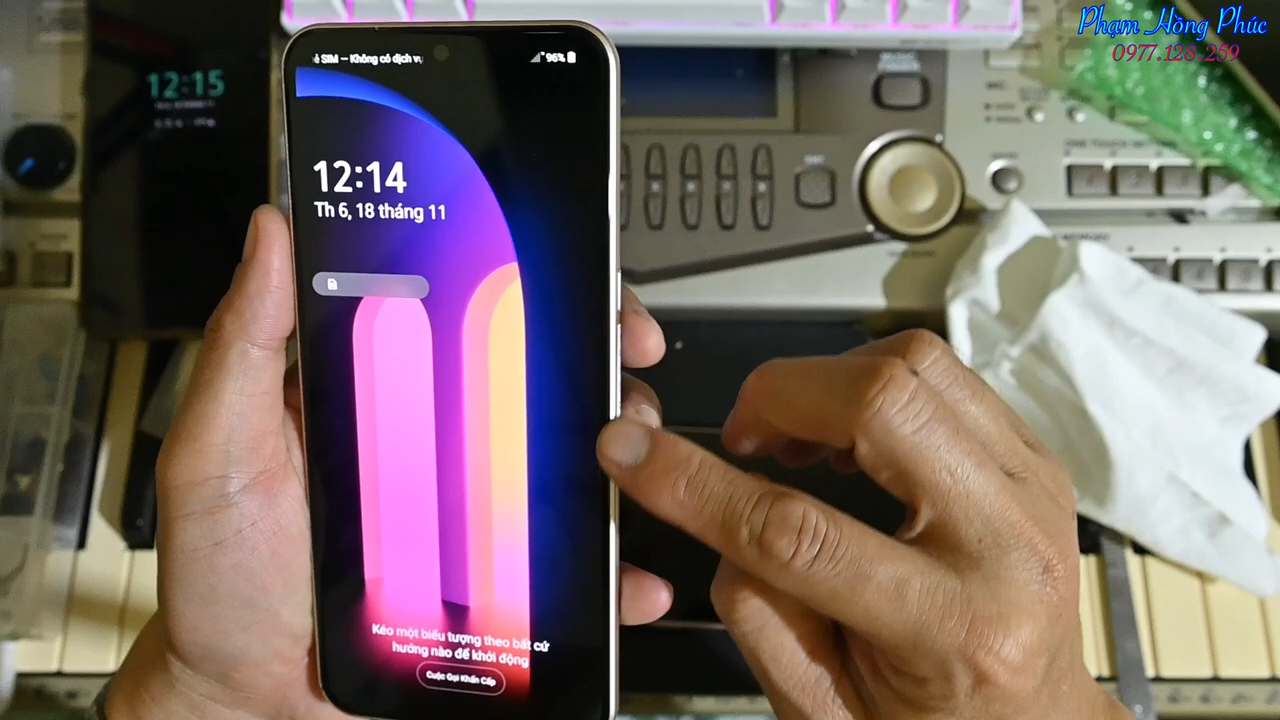 Phạm Hồng Phúc
0977.128.259
12:15
ẻ SIM — Không có dịch vụ
96%
12:14
Th 6, 18 tháng 11
Kéo một biểu tượng theo bất cứ
hướng nào để khởi động
Cuộc Gọi Khẩn Cấp